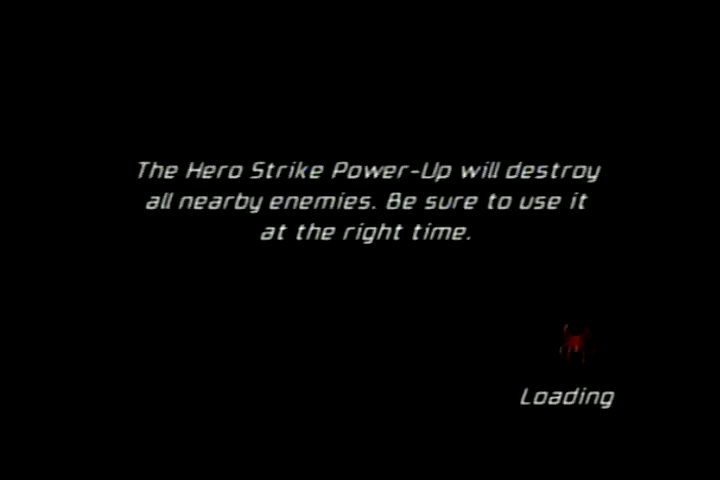 The Hero Strike Power-Up will destroy
all nearby enemies. Be sure to use it
at the right time.
Loading